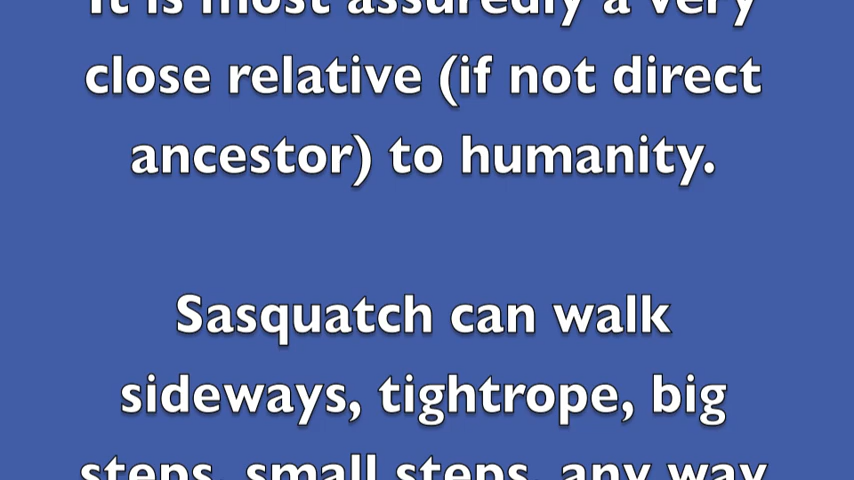 It is most assuredly a very
close relative (if not direct
ancestor) to humanity.
Sasquatch can walk
sideways, tightrope, big
steps, small steps, any way